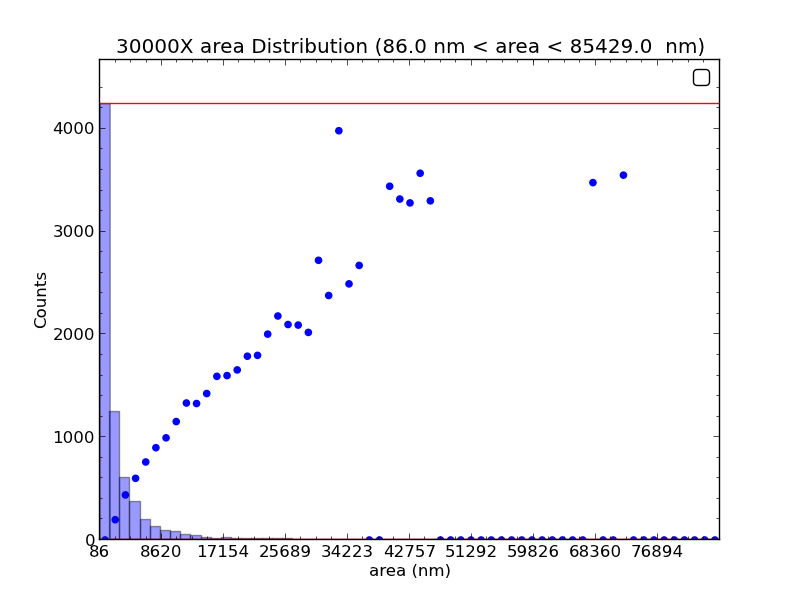 30000X area Distribution (86.0 nm < area < 85429.0  nm)
4000
3000
2000
1000
0
Counts
86 8620 17154 25689 34223 42757 51292 59826 68360 76894
area (nm)